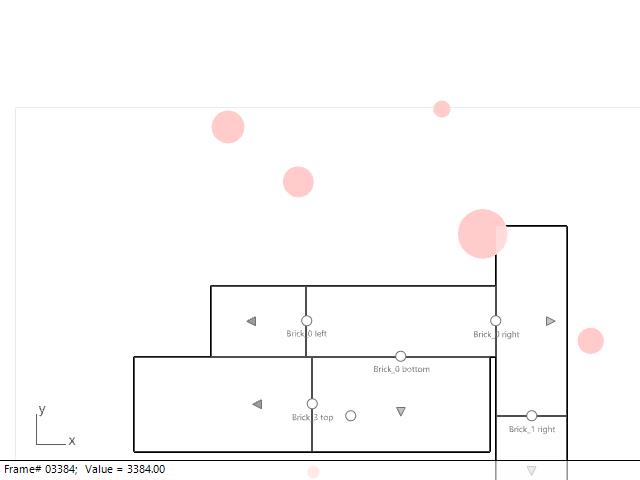 Brick_0 left
Brick_0 right
Brick_0 bottom
Brick_3 top
Brick_1 right
y
x
Frame# 03384; Value = 3384.00